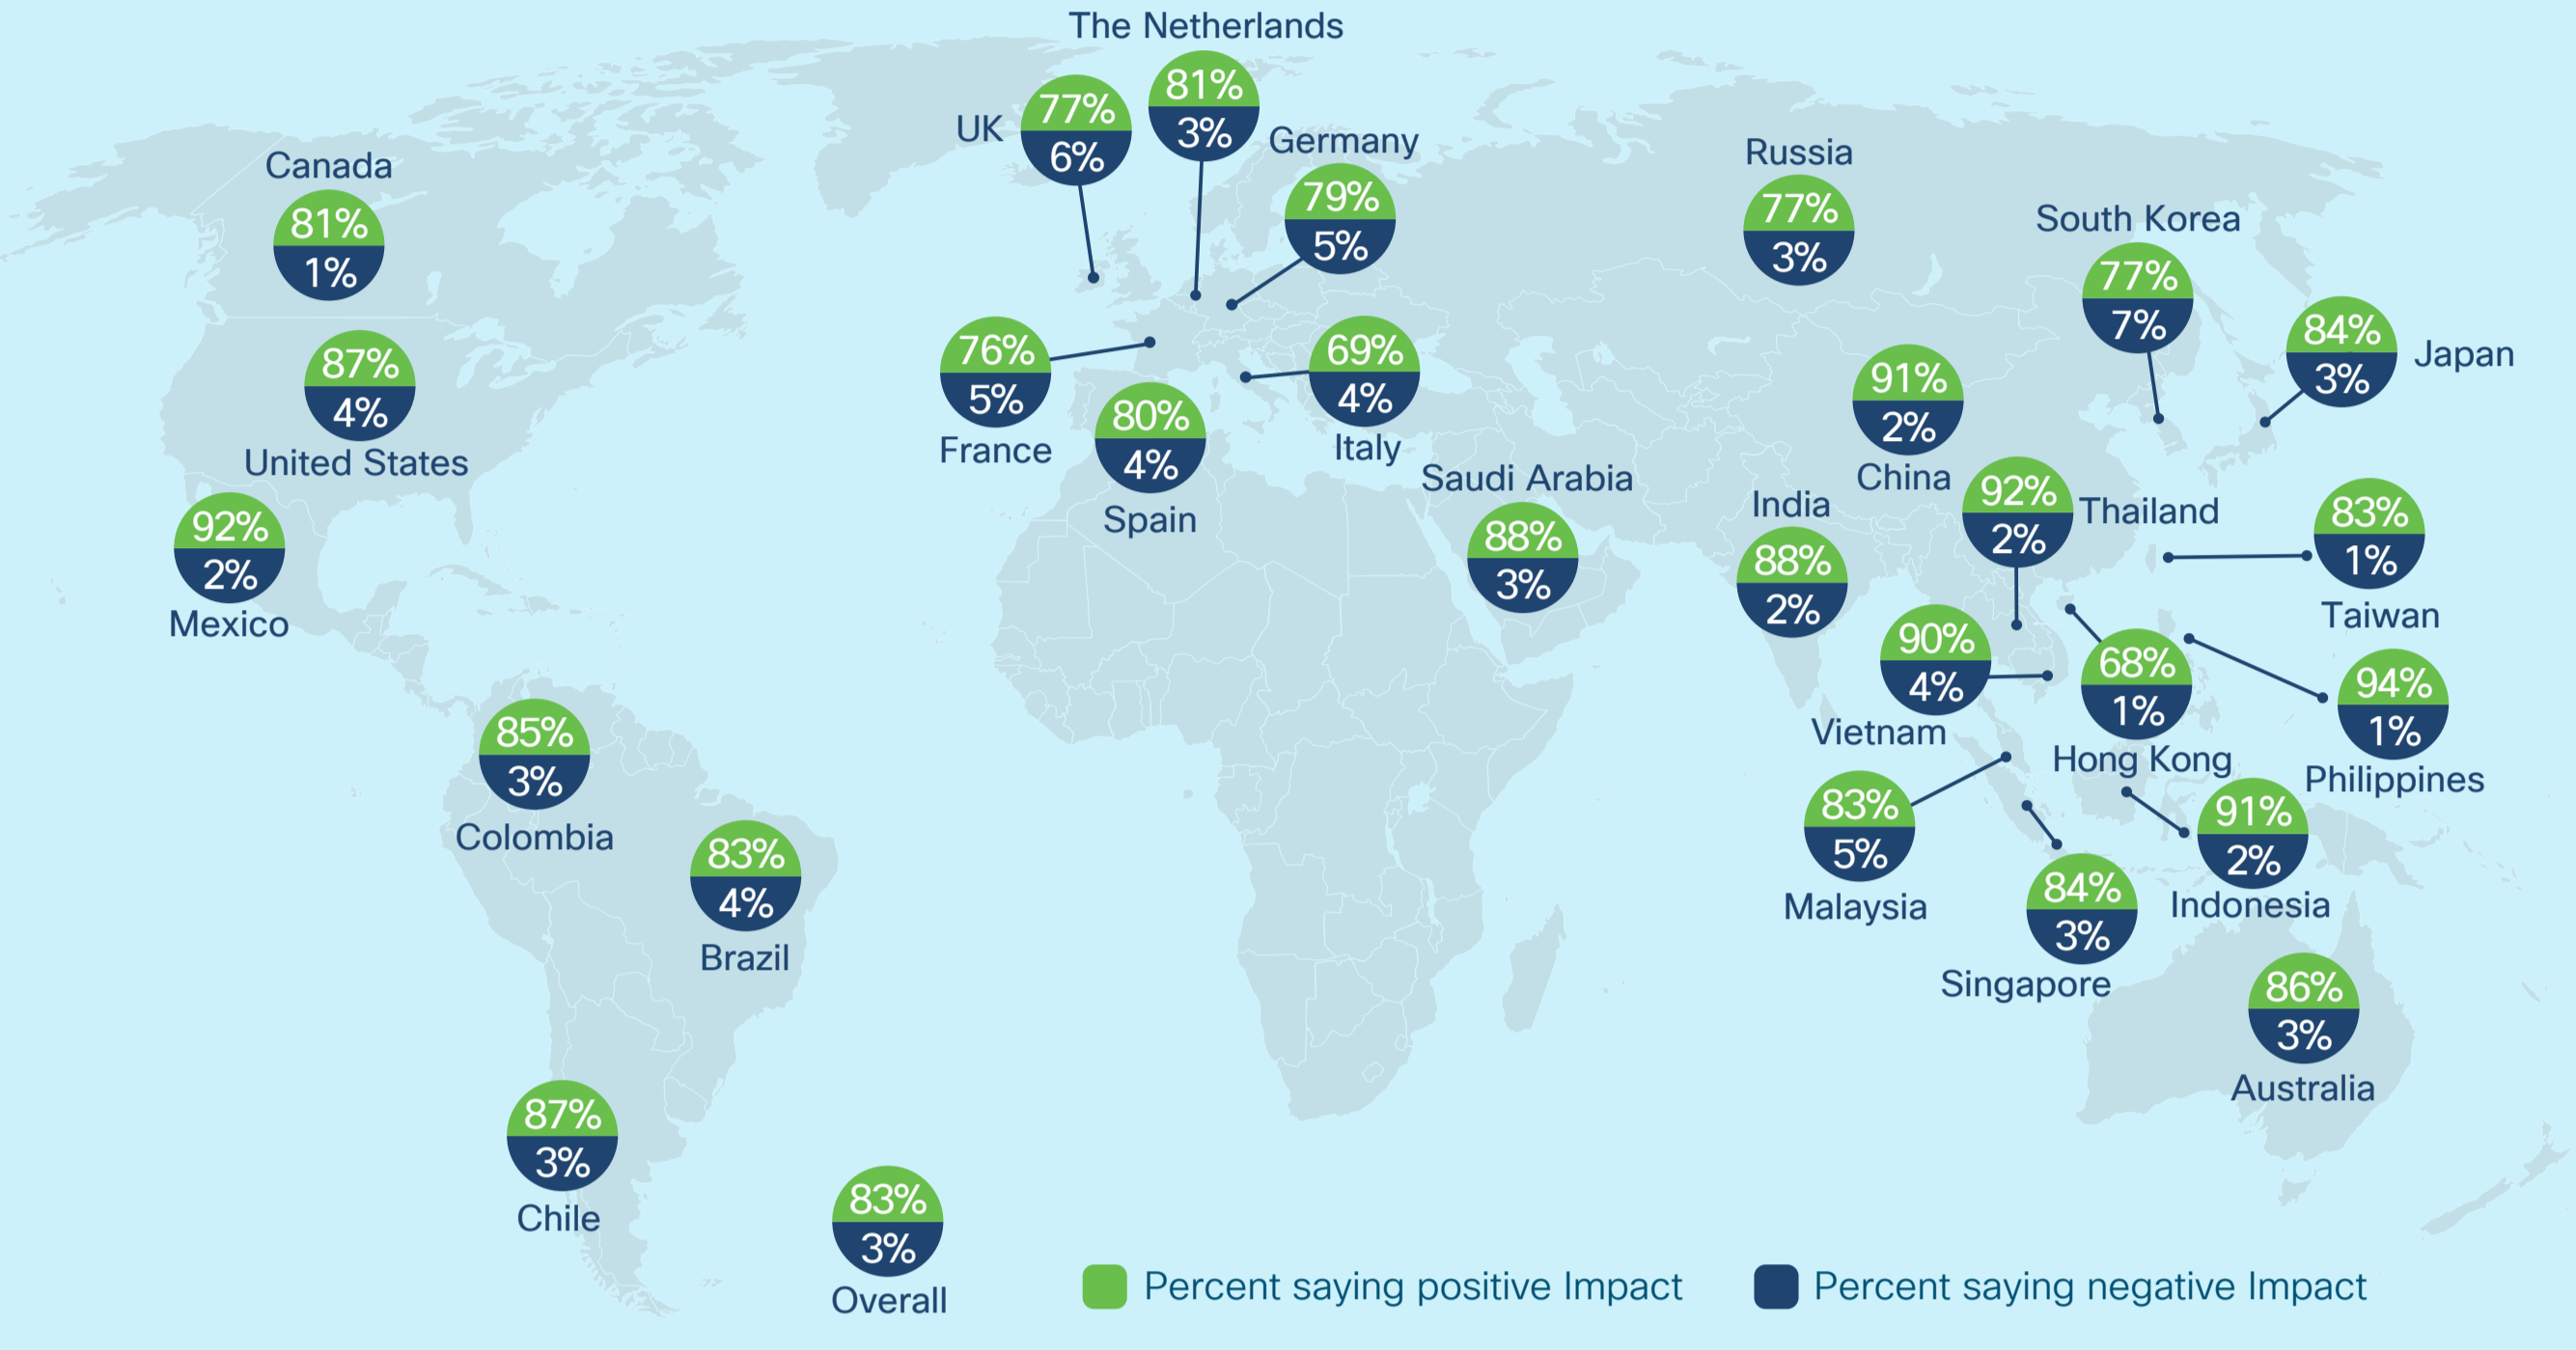 The Netherlands
81%
3%
UK
77%
6%
Germany
79%
5%
Canada
81%
1%
Russia
77%
3%
South Korea
77%
7%
84%
3%
Japan
87%
4%
United States
76%
5%
France
80%
4%
Spain
69%
4%
Italy
91%
2%
China
Saudi Arabia
88%
3%
India
88%
2%
92%
2%
Thailand
83%
1%
Taiwan
92%
2%
Mexico
90%
4%
Vietnam
68%
1%
Hong Kong
94%
1%
Philippines
85%
3%
Colombia
83%
4%
Brazil
83%
5%
Malaysia
91%
2%
Indonesia
84%
3%
Singapore
86%
3%
Australia
87%
3%
Chile
83%
3%
Overall
Percent saying positive Impact
Percent saying negative Impact